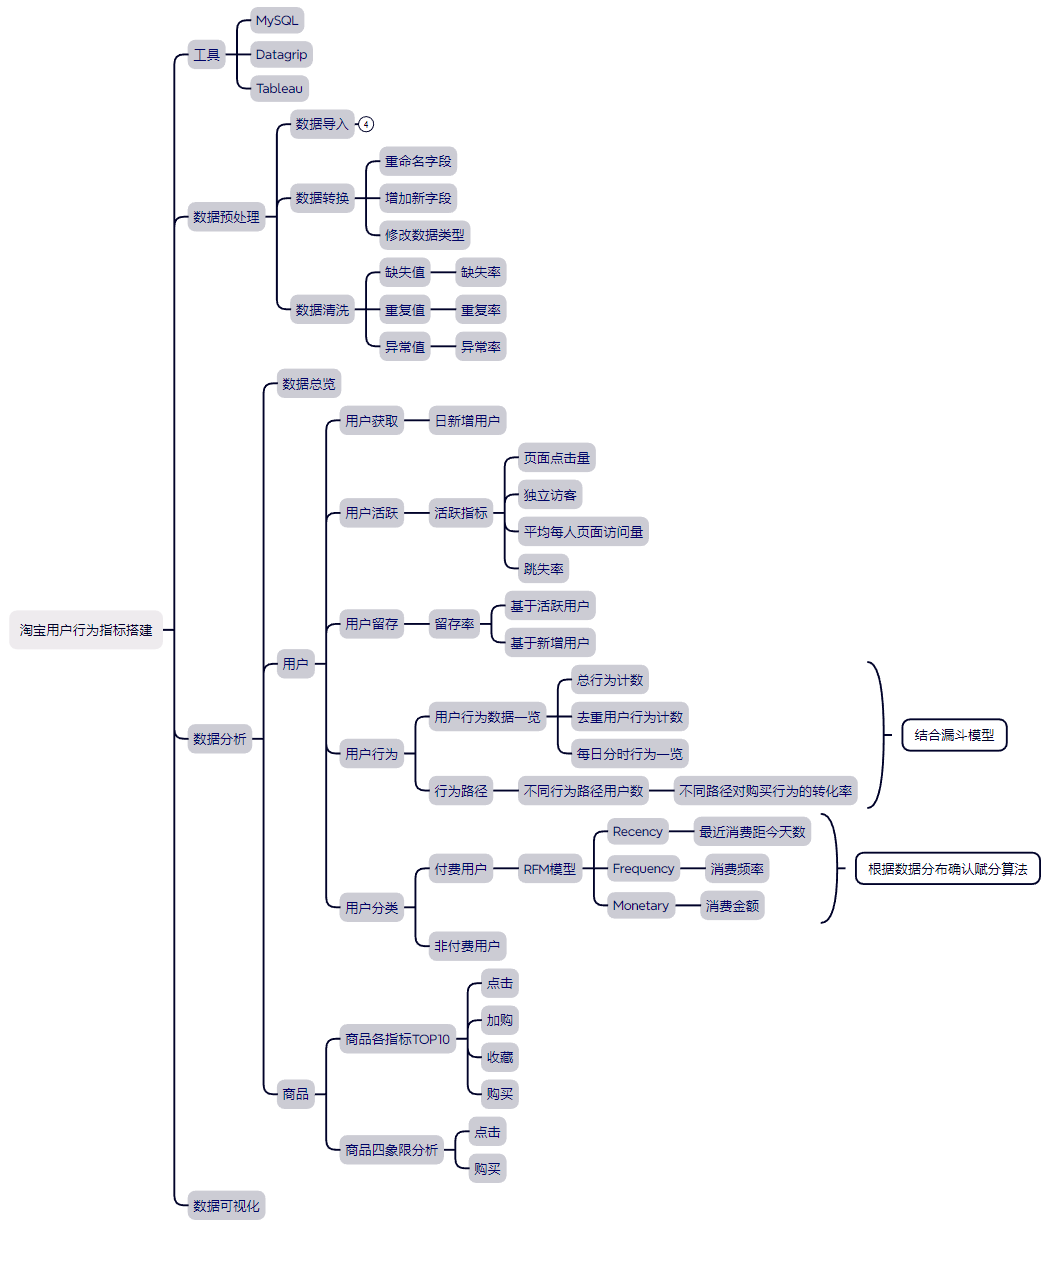 MySQL
工具
Datagrip
Tableau
数据导入
4
重命名字段
数据转换
增加新字段
数据预处理
修改数据类型
缺失值
缺失率
数据清洗
重复值
重复率
异常值
异常率
数据总览
用户获取
日新增用户
页面点击量
独立访客
用户活跃
活跃指标
平均每人页面访问量
跳失率
基于活跃用户
用户留存
留存率
淘宝用户行为指标搭建
基于新增用户
用户
总行为计数
用户行为数据一览
去重用户行为计数
结合漏斗模型
数据分析
用户行为
每日分时行为一览
行为路径
不同行为路径用户数
不同路径对购买行为的转化率
Recency
最近消费距今天数
付费用户
RFM模型
Frequency
消费频率
根据数据分布确认赋分算法
用户分类
Monetary
消费金额
非付费用户
点击
加购
商品各指标TOP10
收藏
商品
购买
点击
商品四象限分析
购买
数据可视化